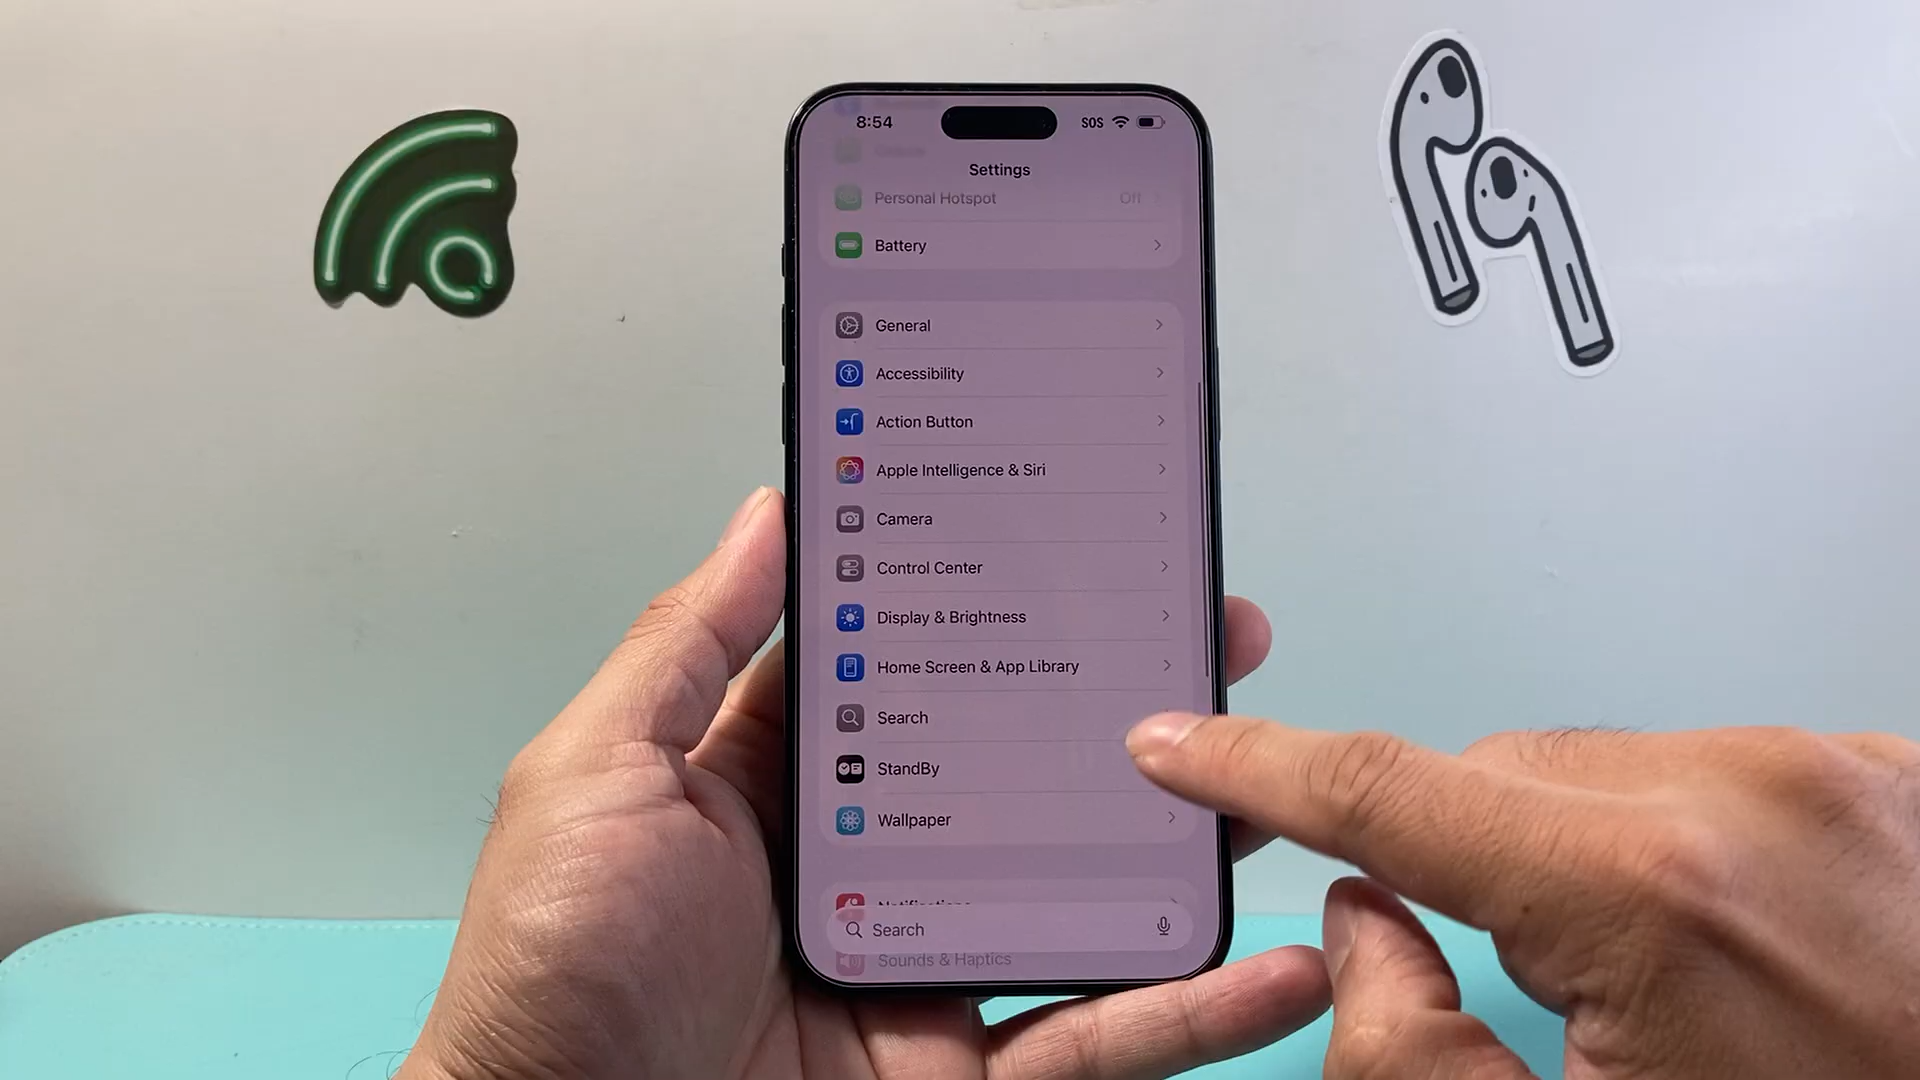 8:54 SOS
Settings
Personal Hotspot Off
Battery
General
Accessibility
Action Button
Apple Intelligence & Siri
Camera
Control Center
Display & Brightness
Home Screen & App Library
Search
StandBy
Wallpaper
Notifications
Search
Sounds & Haptics